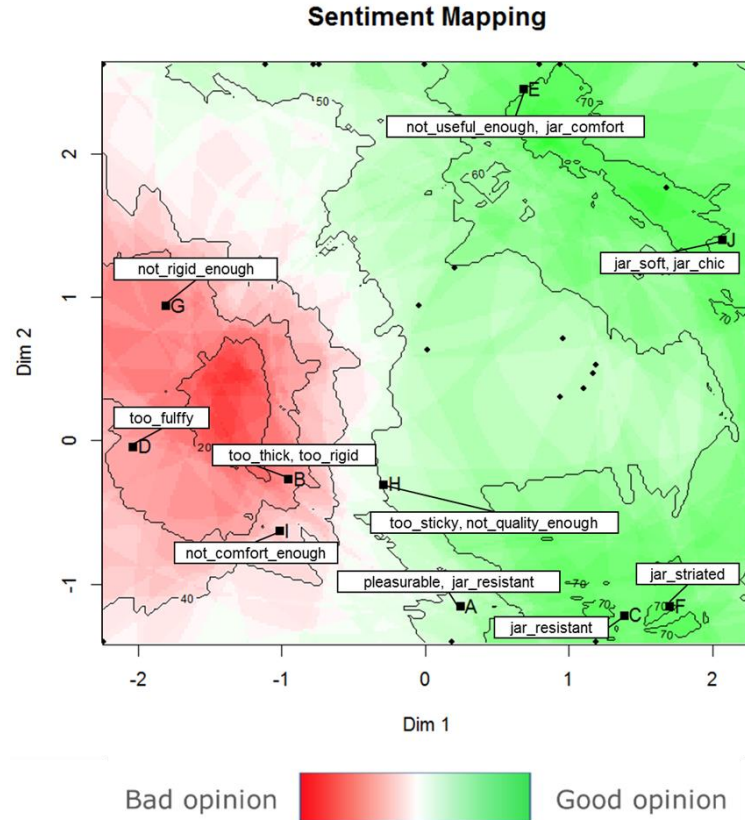 Sentiment Mapping
50
70
E
not_useful_enough, jar_comfort
2
60
J
not_rigid_enough
jar_soft, jar_chic
70
1
G
Dim 2
too_fulffy
0
D
20
too_thick, too_rigid
B
H
too_sticky, not_quality_enough
I
not_comfort_enough
-1
40
pleasurable, jar_resistant
70
jar_striated
A
C
70
F
jar_resistant
70
-2 -1 0 1 2
Dim 1
Bad opinion Good opinion